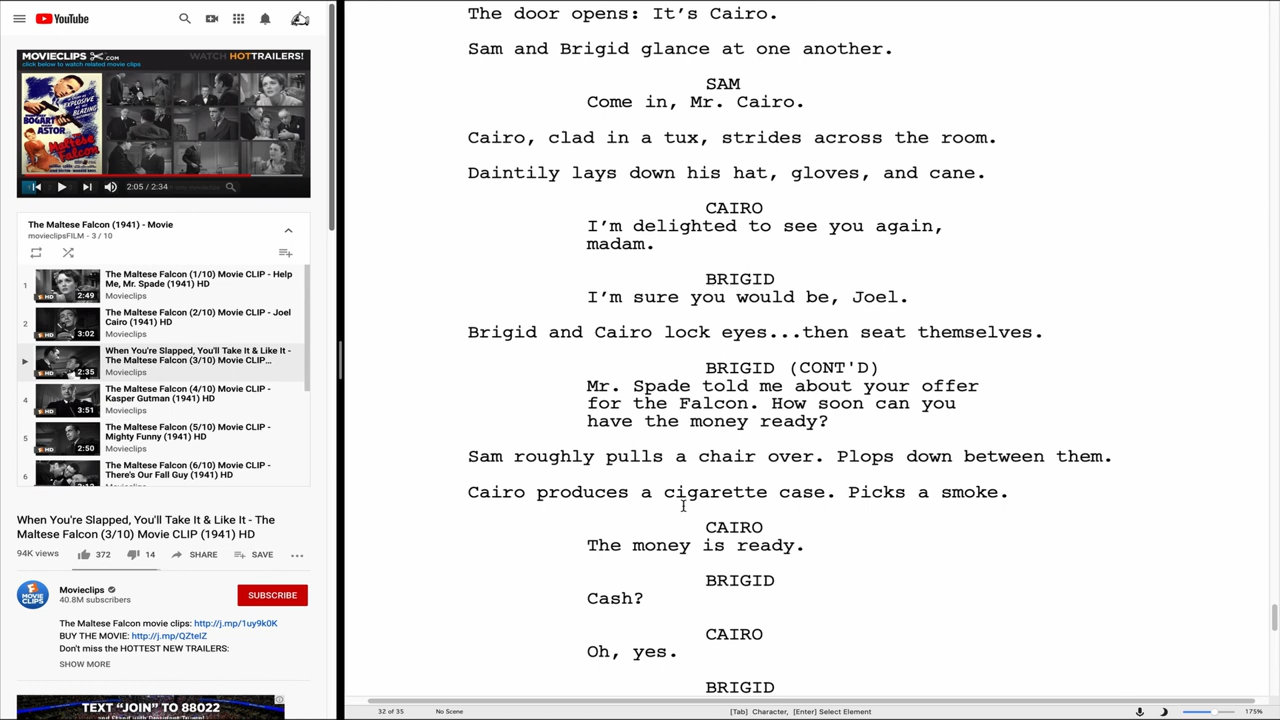 YouTube
MOVIECLIPS .COM
WATCH HOTTRAILERS!
click below to watch related movie clips
BOGART
ASTOR
Maltese
Falcon
2:05 / 2:34
The Maltese Falcon (1941) - Movie
movieclipsFILM - 3 / 10
1
2:49
The Maltese Falcon (1/10) Movie CLIP - Help
Me, Mr. Spade (1941) HD
Movieclips
2
3:02
The Maltese Falcon (2/10) Movie CLIP - Joel
Cairo (1941) HD
Movieclips
2:35
When You're Slapped, You'll Take It & Like It -
The Maltese Falcon (3/10) Movie CLIP...
Movieclips
4
3:51
The Maltese Falcon (4/10) Movie CLIP -
Kasper Gutman (1941) HD
Movieclips
5
2:50
The Maltese Falcon (5/10) Movie CLIP -
Mighty Funny (1941) HD
Movieclips
6
The Maltese Falcon (6/10) Movie CLIP -
There's Our Fall Guy (1941) HD
When You're Slapped, You'll Take It & Like It - The
Maltese Falcon (3/10) Movie CLIP (1941) HD
94K views
372
14
SHARE
SAVE
MOVIE
CLIPS
Movieclips
40.8M subscribers
SUBSCRIBE
The Maltese Falcon movie clips: http://j.mp/1uy9k0K
BUY THE MOVIE: http://j.mp/QZteIZ
Don't miss the HOTTEST NEW TRAILERS:
SHOW MORE
TEXT “JOIN” TO 88022
The door opens: It’s Cairo.
Sam and Brigid glance at one another.
SAM
Come in, Mr. Cairo.
Cairo, clad in a tux, strides across the room.
Daintily lays down his hat, gloves, and cane.
CAIRO
I’m delighted to see you again,
madam.
BRIGID
I’m sure you would be, Joel.
Brigid and Cairo lock eyes...then seat themselves.
BRIGID (CONT'D)
Mr. Spade told me about your offer
for the Falcon. How soon can you
have the money ready?
Sam roughly pulls a chair over. Plops down between them.
Cairo produces a cigarette case. Picks a smoke.
CAIRO
The money is ready.
BRIGID
Cash?
CAIRO
Oh, yes.
BRIGID
32 of 35
No Scene
[Tab] Character, [Enter] Select Element
175%